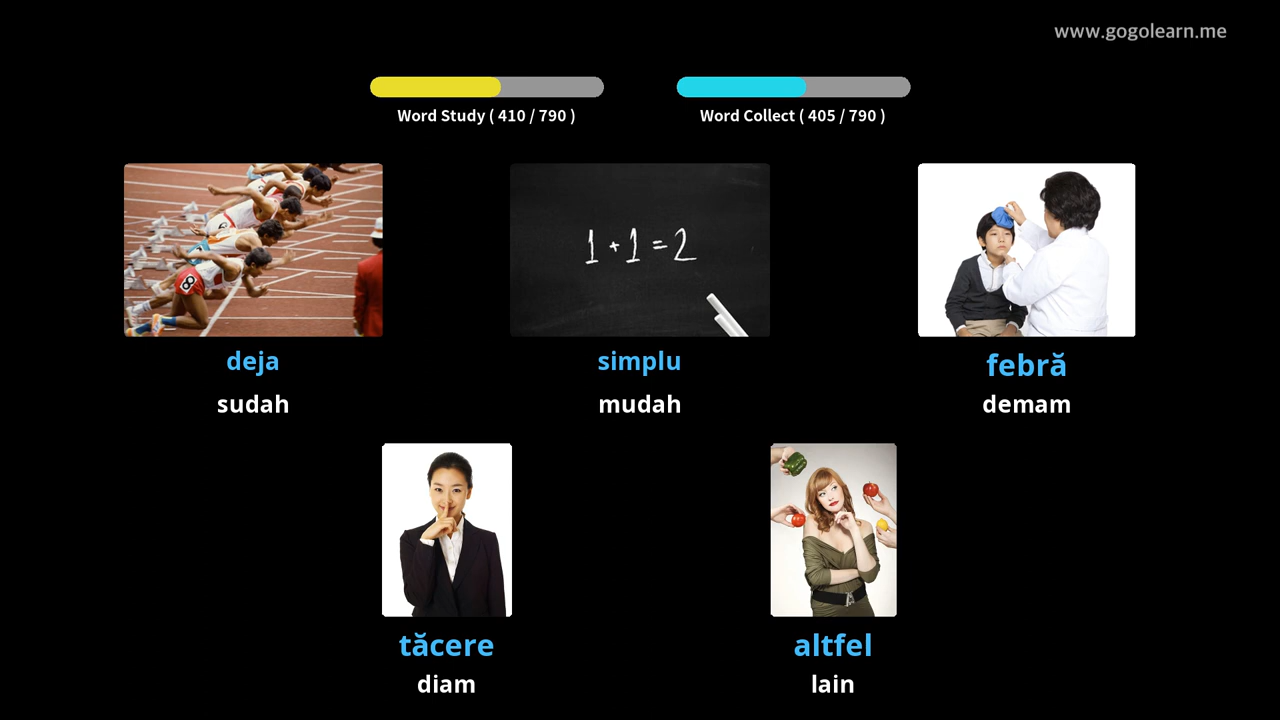 www.gogolearn.me
Word Study ( 410 / 790 )
Word Collect ( 405 / 790 )
8
1 + 1 = 2
deja
simplu
febră
sudah
mudah
demam
tăcere
altfel
diam
lain